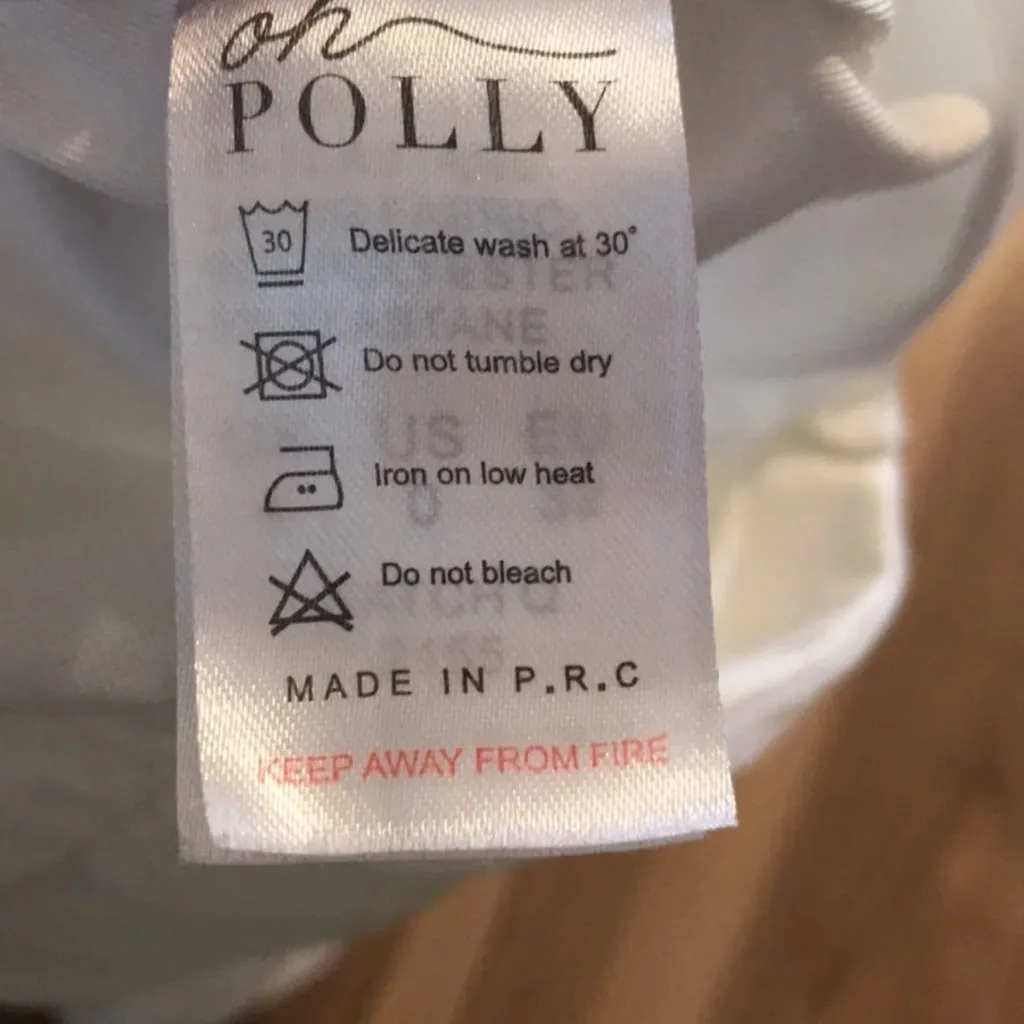 oh
POLLY
30 Delicate wash at 30°
Do not tumble dry
Iron on low heat
Do not bleach
MADE IN P.R.C
KEEP AWAY FROM FIRE